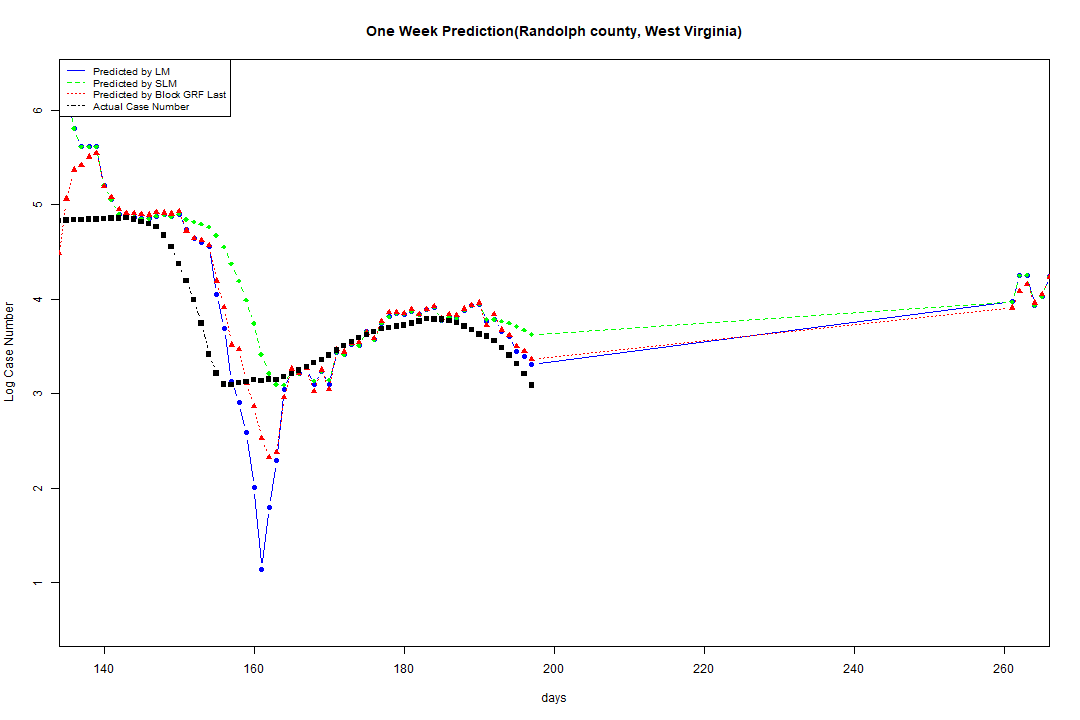 One Week Prediction(Randolph county, West Virginia)
Predicted by LM
Predicted by SLM
Predicted by Block GRF Last
Actual Case Number
6
5
4
3
2
1
Log Case Number
140 160 180 200 220 240 260
days